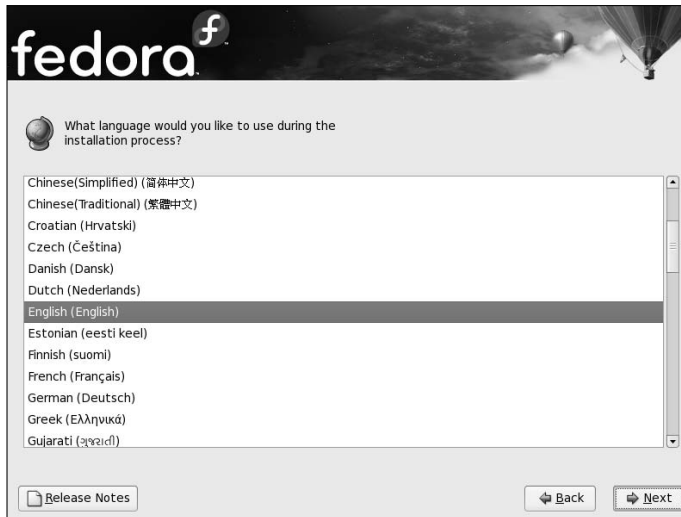 fedora
What language would you like to use during the
installation process?
Chinese(Simplified) (简体中文)
Chinese(Traditional) (繁體中文)
Croatian (Hrvatski)
Czech (Čeština)
Danish (Dansk)
Dutch (Nederlands)
English (English)
Estonian (eesti keel)
Finnish (suomi)
French (Français)
German (Deutsch)
Greek (Ελληνικά)
Gujarati (ગુજરાતી)
Release Notes
Back
Next